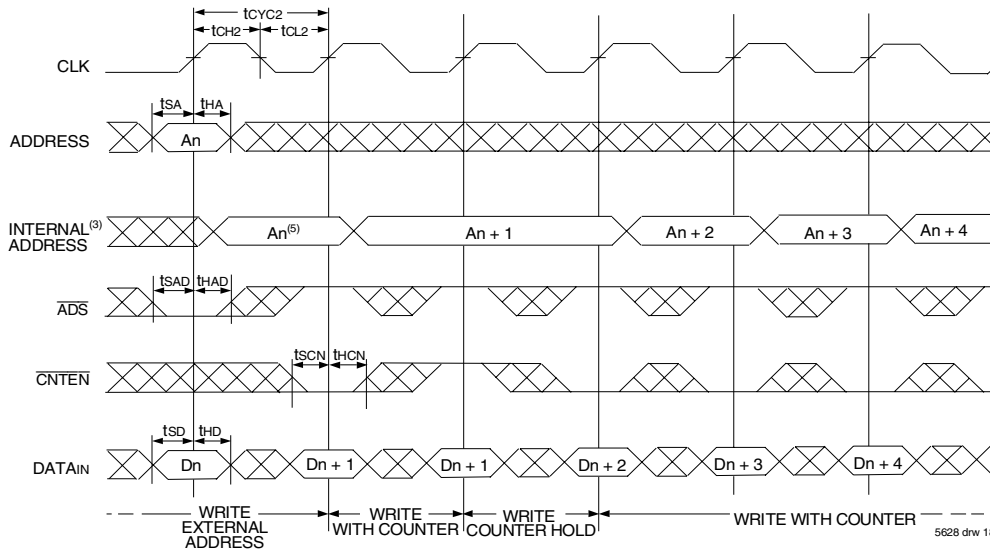 tCYC2
tCH2 tCL2
CLK
tSA tHA
ADDRESS An
INTERNAL(3)
ADDRESS
An(5) An + 1 An + 2 An + 3 An + 4
tSAD tHAD
ADS
tSCN tHCN
CNTEN
tSD tHD
DATAIN Dn Dn + 1 Dn + 1 Dn + 2 Dn + 3 Dn + 4
WRITE
EXTERNAL
ADDRESS
WRITE
WITH COUNTER
WRITE
COUNTER HOLD
WRITE WITH COUNTER
5628 drw